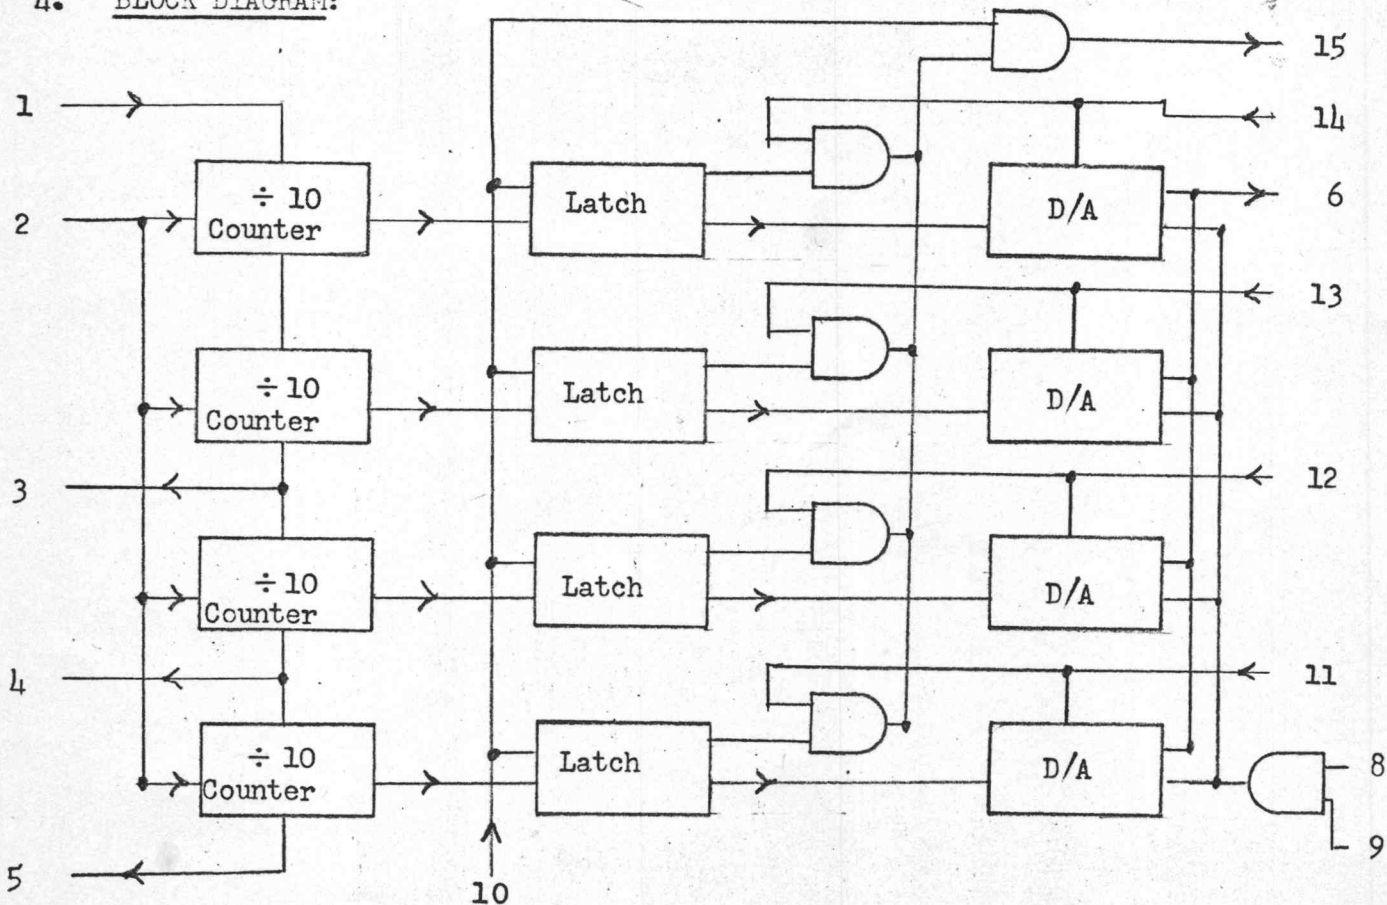 4. BLOCK DIAGRAM:
15
1
14
÷ 10
Counter
Latch
D/A
6
2
13
÷ 10
Counter
Latch
D/A
3
12
÷ 10
Counter
Latch
D/A
4
11
÷ 10
Counter
Latch
D/A
8
9
5
10